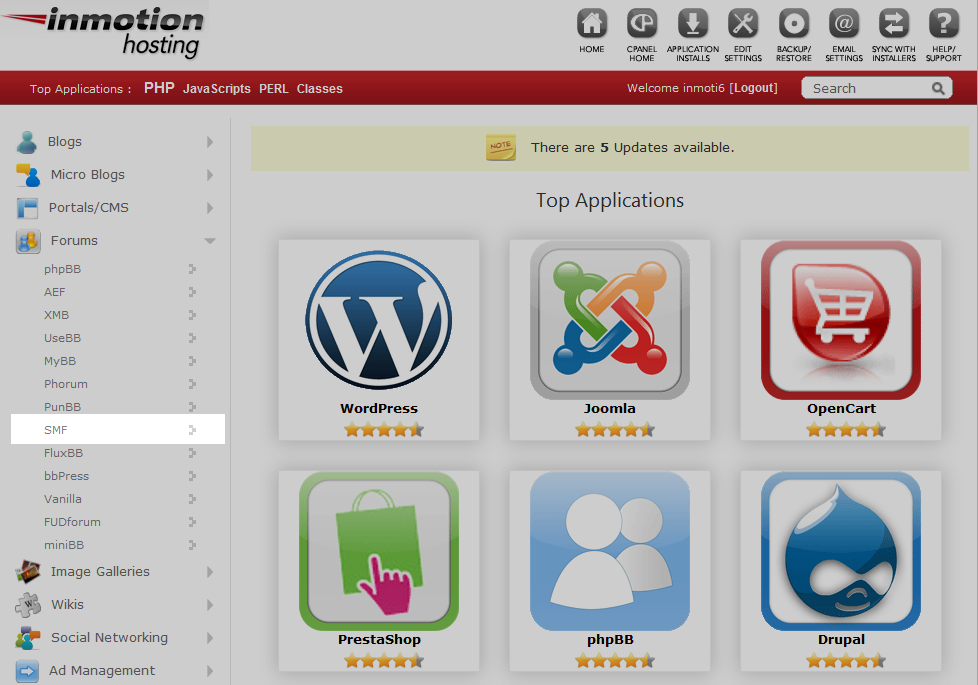 inmotion
hosting
HOME
CPANEL HOME
APPLICATION INSTALLS
EDIT SETTINGS
BACKUP/ RESTORE
EMAIL SETTINGS
SYNC WITH INSTALLERS
HELP/ SUPPORT
Top Applications : PHP JavaScripts PERL Classes
Welcome inmoti6 [Logout]
Search
Blogs
Micro Blogs
Portals/CMS
Forums
phpBB
AEF
XMB
UseBB
MyBB
Phorum
PunBB
SMF
FluxBB
bbPress
Vanilla
FUDforum
miniBB
Image Galleries
Wikis
Social Networking
Ad Management
NOTE
There are 5 Updates available.
Top Applications
WordPress
Joomla
OpenCart
PrestaShop
phpBB
Drupal